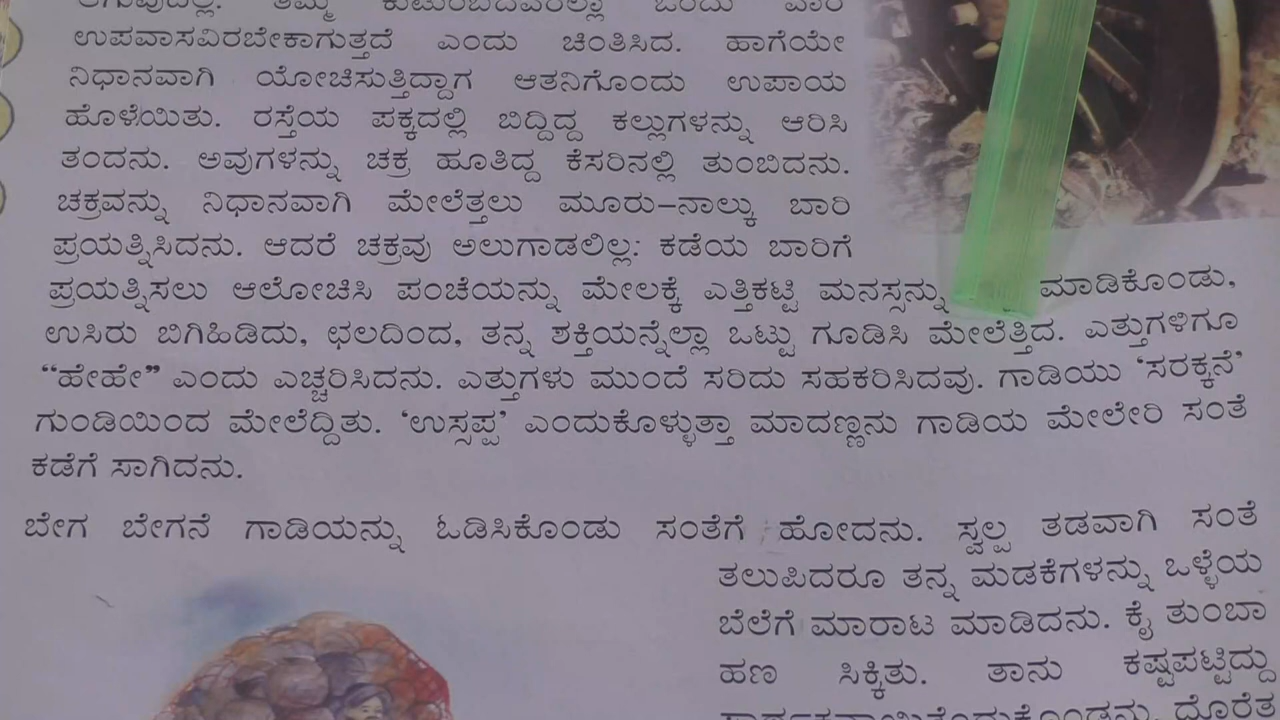 ಉಪವಾಸವಿರಬೇಕಾಗುತ್ತದೆ ಎಂದು ಚಿಂತಿಸಿದ. ಹಾಗೆಯೇ
ನಿಧಾನವಾಗಿ ಯೋಚಿಸುತ್ತಿದ್ದಾಗ ಆತನಿಗೊಂದು ಉಪಾಯ
ಹೊಳೆಯಿತು. ರಸ್ತೆಯ ಪಕ್ಕದಲ್ಲಿ ಬಿದ್ದಿದ್ದ ಕಲ್ಲುಗಳನ್ನು ಆರಿಸಿ
ತಂದನು. ಅವುಗಳನ್ನು ಚಕ್ರ ಹೂತಿದ್ದ ಕೆಸರಿನಲ್ಲಿ ತುಂಬಿದನು.
ಚಕ್ರವನ್ನು ನಿಧಾನವಾಗಿ ಮೇಲೆತ್ತಲು ಮೂರು-ನಾಲ್ಕು ಬಾರಿ
ಪ್ರಯತ್ನಿಸಿದನು. ಆದರೆ ಚಕ್ರವು ಅಲುಗಾಡಲಿಲ್ಲ; ಕಡೆಯ ಬಾರಿಗೆ
ಪ್ರಯತ್ನಿಸಲು ಆಲೋಚಿಸಿ ಪಂಚೆಯನ್ನು ಮೇಲಕ್ಕೆ ಎತ್ತಿಕಟ್ಟಿ ಮನಸ್ಸನ್ನು ಮಾಡಿಕೊಂಡು,
ಉಸಿರು ಬಿಗಿಹಿಡಿದು, ಛಲದಿಂದ, ತನ್ನ ಶಕ್ತಿಯನ್ನೆಲ್ಲಾ ಒಟ್ಟು ಗೂಡಿಸಿ ಮೇಲೆತ್ತಿದ. ಎತ್ತುಗಳಿಗೂ
“ಹೇಹೇ” ಎಂದು ಎಚ್ಚರಿಸಿದನು. ಎತ್ತುಗಳು ಮುಂದೆ ಸರಿದು ಸಹಕರಿಸಿದವು. ಗಾಡಿಯು ‘ಸರಕ್ಕನೆ’
ಗುಂಡಿಯಿಂದ ಮೇಲೆದ್ದಿತು. ‘ಉಸ್ಸಪ್ಪ’ ಎಂದುಕೊಳ್ಳುತ್ತಾ ಮಾದಣ್ಣನು ಗಾಡಿಯ ಮೇಲೇರಿ ಸಂತೆ
ಕಡೆಗೆ ಸಾಗಿದನು.
ಬೇಗ ಬೇಗನೆ ಗಾಡಿಯನ್ನು ಓಡಿಸಿಕೊಂಡು ಸಂತೆಗೆ ಹೋದನು. ಸ್ವಲ್ಪ ತಡವಾಗಿ ಸಂತೆ
ತಲುಪಿದರೂ ತನ್ನ ಮಡಕೆಗಳನ್ನು ಒಳ್ಳೆಯ
ಬೆಲೆಗೆ ಮಾರಾಟ ಮಾಡಿದನು. ಕೈ ತುಂಬಾ
ಹಣ ಸಿಕ್ಕಿತು. ತಾನು ಕಷ್ಟಪಟ್ಟಿದ್ದು